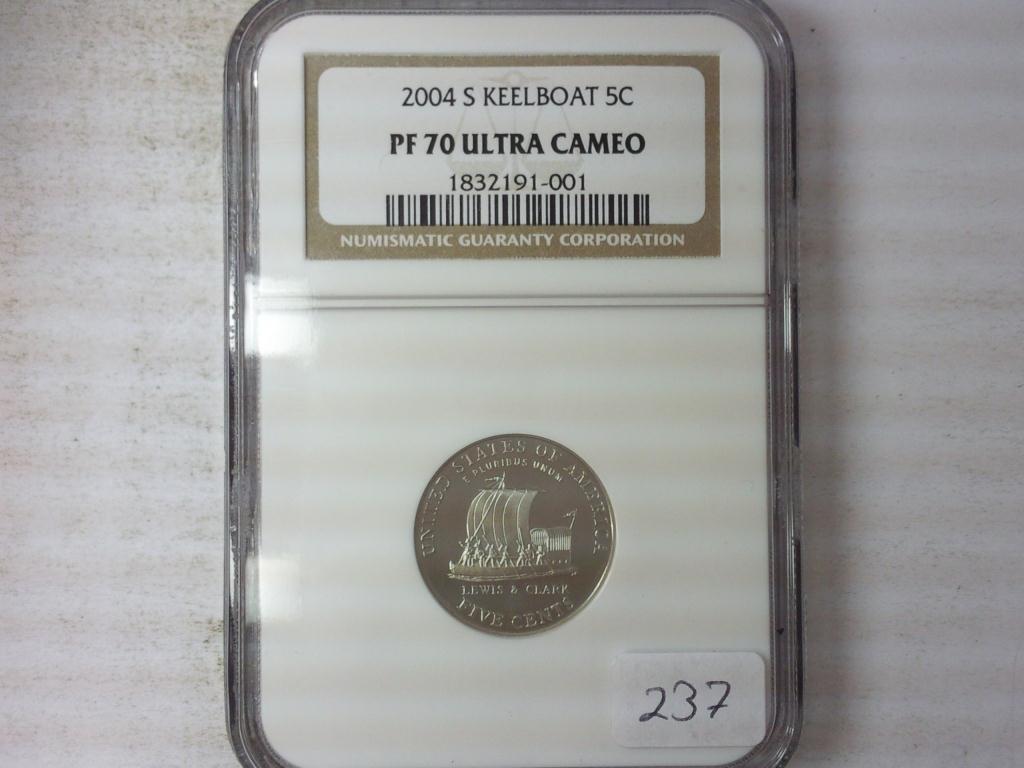 2004 S KEELBOAT 5C
PF 70 ULTRA CAMEO
1832191-001
NUMISMATIC GUARANTY CORPORATION
UNITED STATES OF AMERICA
E PLURIBUS UNUM
LEWIS & CLARK
FIVE CENTS
237